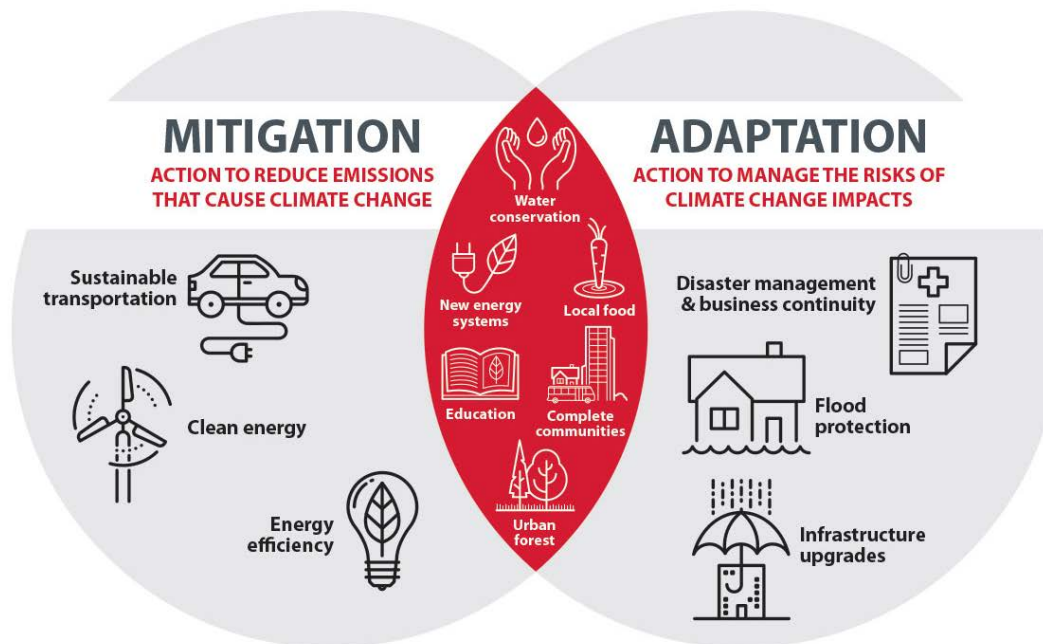 MITIGATION
ACTION TO REDUCE EMISSIONS
THAT CAUSE CLIMATE CHANGE
Sustainable
transportation
Clean energy
Energy
efficiency
Water
conservation
New energy
systems
Local food
Education
Complete
communities
Urban
forest
ADAPTATION
ACTION TO MANAGE THE RISKS OF
CLIMATE CHANGE IMPACTS
Disaster management
& business continuity
Flood
protection
Infrastructure
upgrades